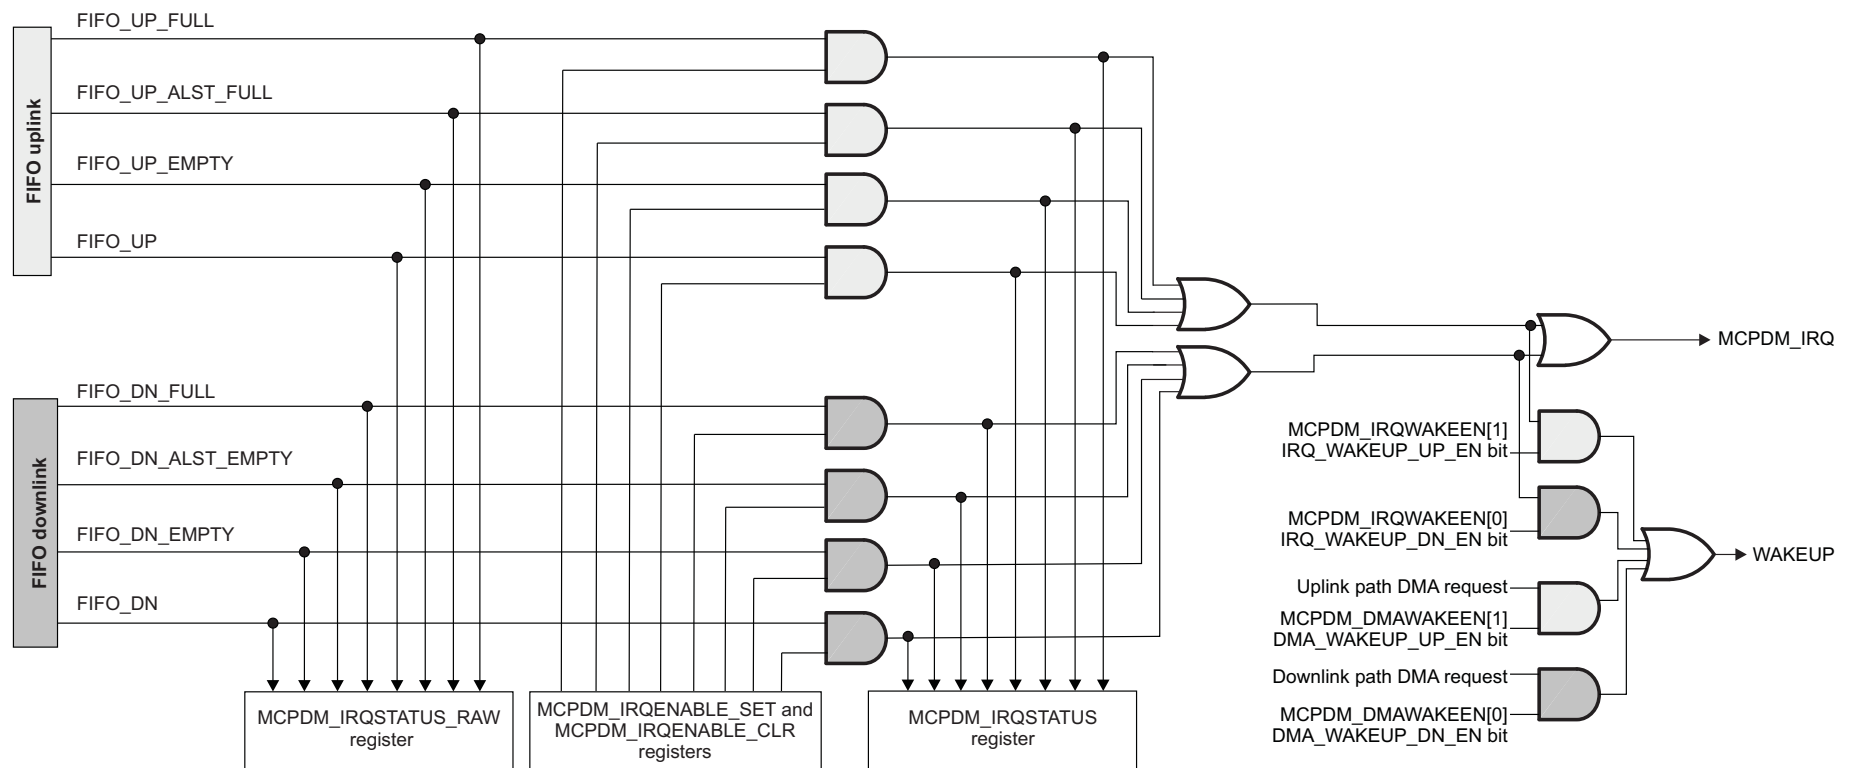 FIFO_UP_FULL
FIFO_UP_ALST_FULL
FIFO_UP_EMPTY
FIFO_UP
FIFO uplink
FIFO_DN_FULL
FIFO_DN_ALST_EMPTY
FIFO_DN_EMPTY
FIFO_DN
FIFO downlink
MCPDM_IRQSTATUS_RAW
register
MCPDM_IRQENABLE_SET and
MCPDM_IRQENABLE_CLR
registers
MCPDM_IRQSTATUS
register
MCPDM_IRQ
MCPDM_IRQWAKEEN[1]
IRQ_WAKEUP_UP_EN bit
MCPDM_IRQWAKEEN[0]
IRQ_WAKEUP_DN_EN bit
Uplink path DMA request
MCPDM_DMAWAKEEN[1]
DMA_WAKEUP_UP_EN bit
Downlink path DMA request
MCPDM_DMAWAKEEN[0]
DMA_WAKEUP_DN_EN bit
WAKEUP